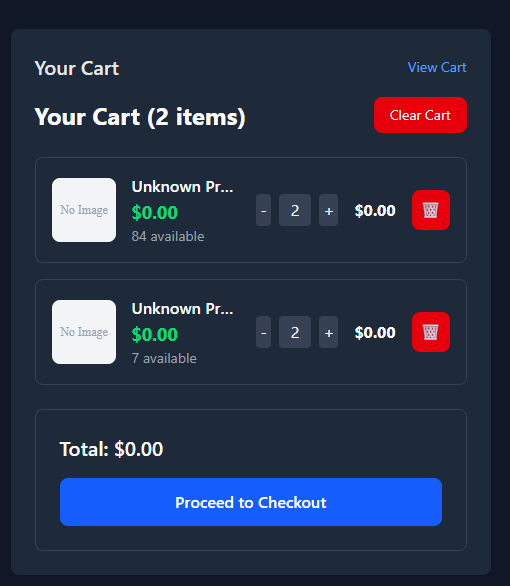 Your Cart
View Cart
Your Cart (2 items)
Clear Cart
No Image
Unknown Pr...
$0.00
84 available
- 2 +
$0.00
No Image
Unknown Pr...
$0.00
7 available
- 2 +
$0.00
Total: $0.00
Proceed to Checkout